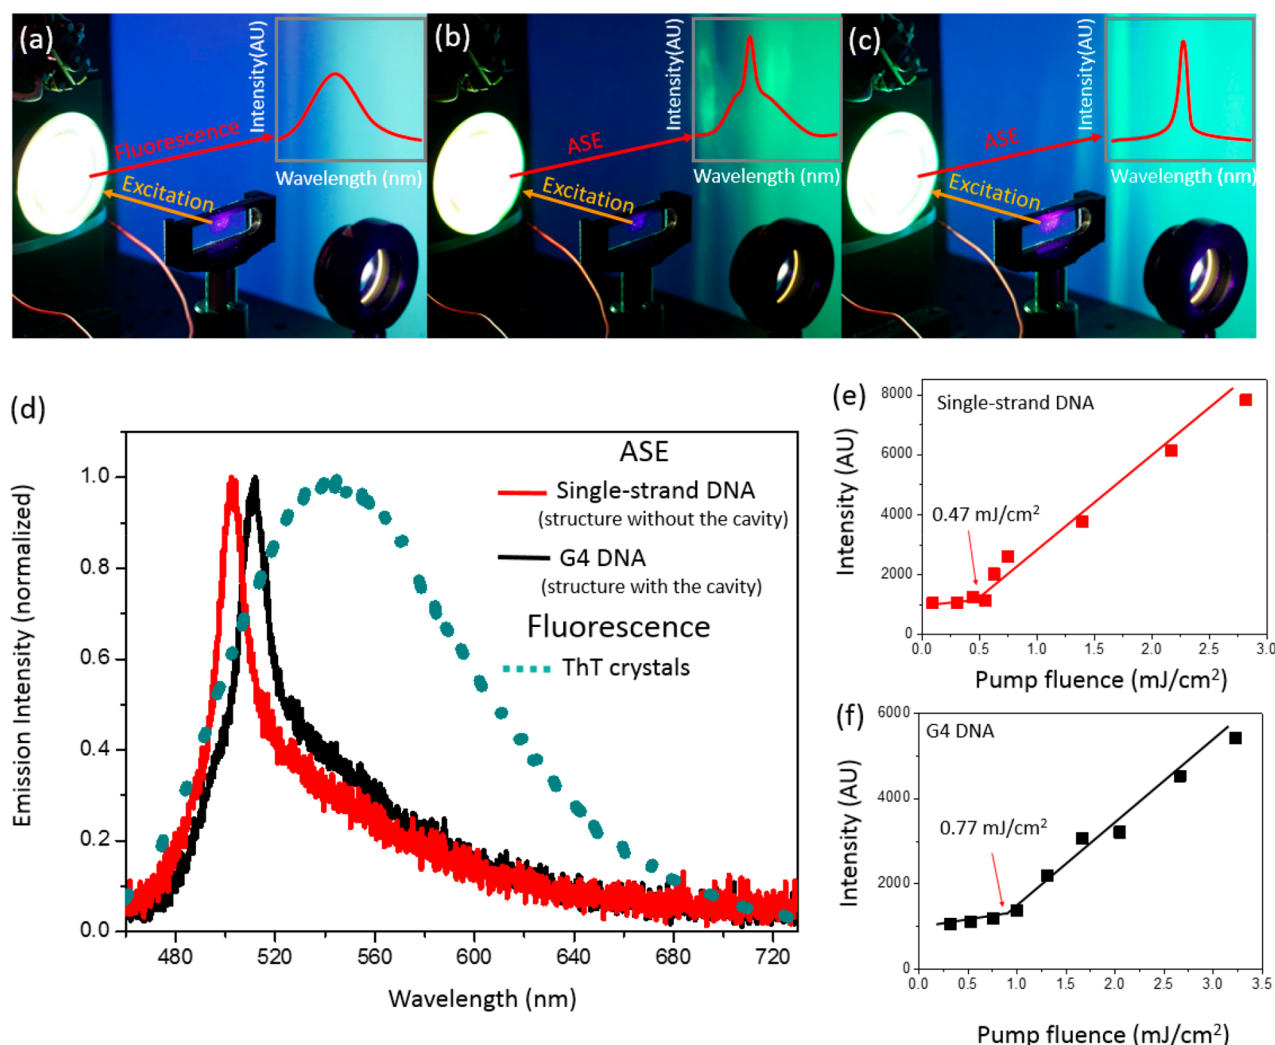 (a)
Intensity(AU)
Fluorescence
Excitation
Wavelength (nm)
(b)
Intensity(AU)
ASE
Excitation
Wavelength (nm)
(c)
Intensity(AU)
ASE
Excitation
Wavelength (nm)
(d)
Emission Intensity (normalized)
1.0
0.8
0.6
0.4
0.2
0.0
480
520
560
600
640
680
720
Wavelength (nm)
ASE
Single-strand DNA
(structure without the cavity)
G4 DNA
(structure with the cavity)
Fluorescence
ThT crystals
(e)
Intensity (AU)
8000
6000
4000
2000
0
Single-strand DNA
0.47 mJ/cm²
0.0
0.5
1.0
1.5
2.0
2.5
3.0
Pump fluence (mJ/cm²)
(f)
Intensity (AU)
6000
4000
2000
0
G4 DNA
0.77 mJ/cm²
0.0
0.5
1.0
1.5
2.0
2.5
3.0
3.5
Pump fluence (mJ/cm²)